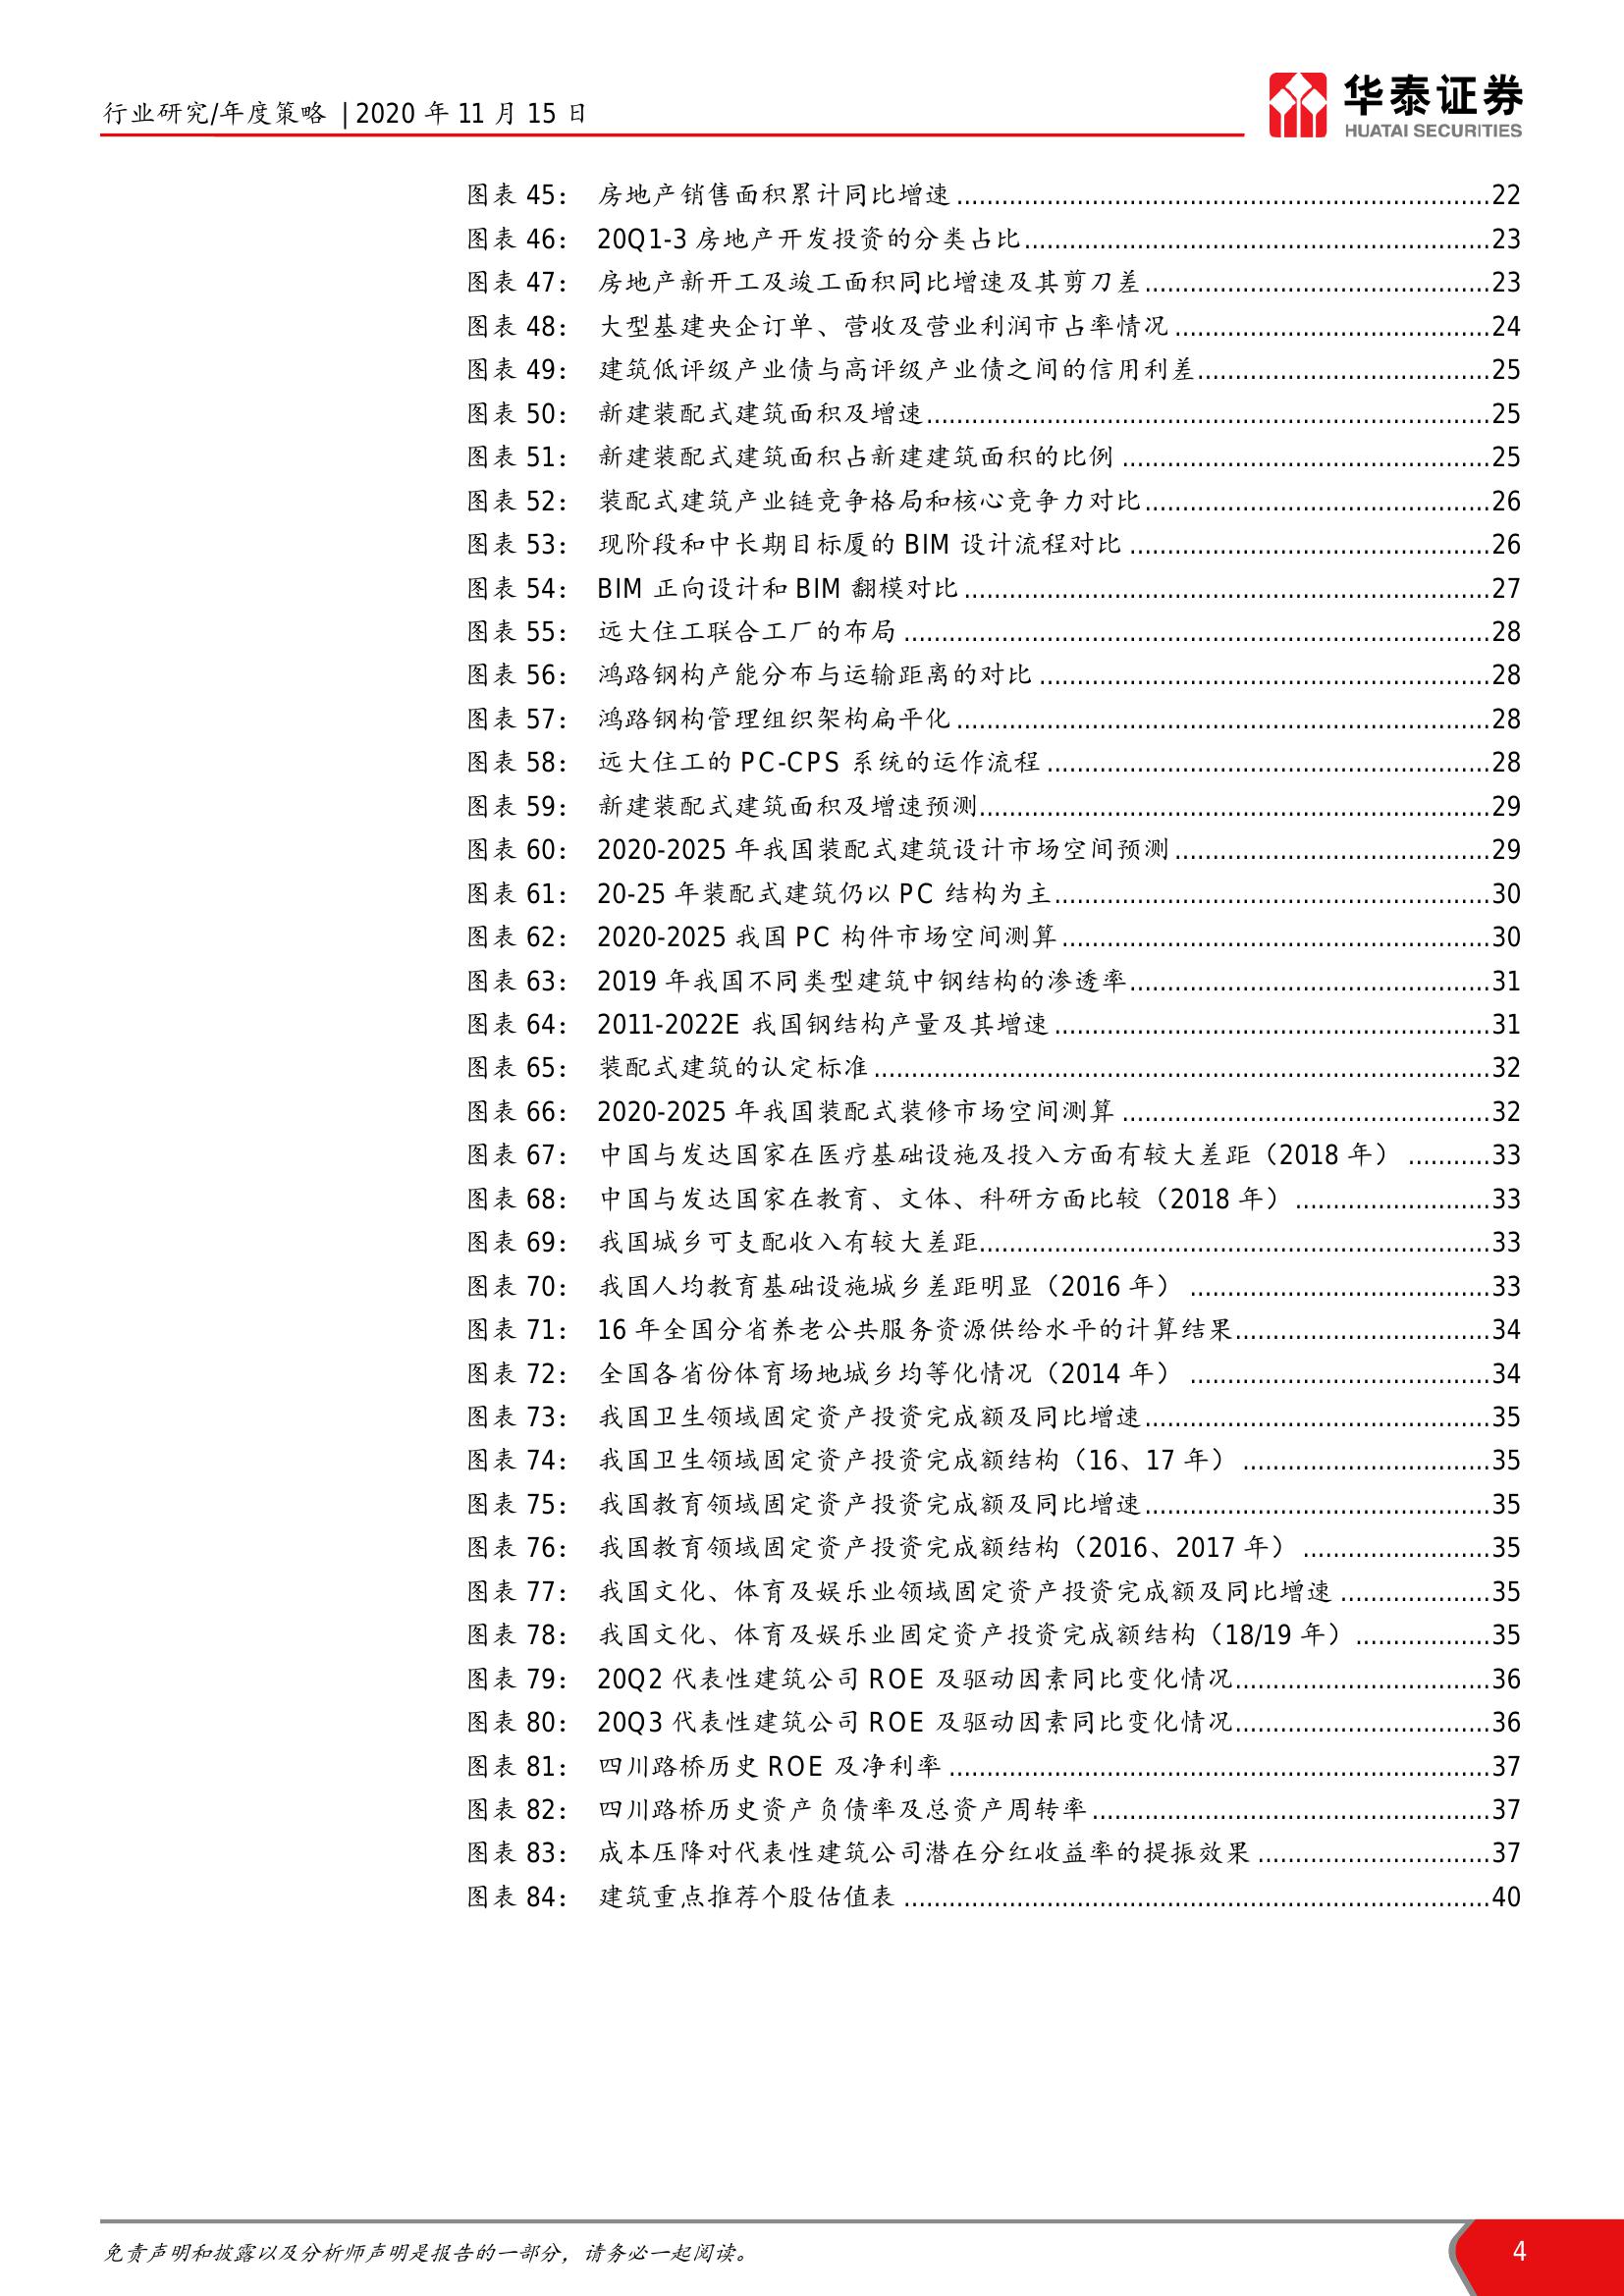 行业研究/年度策略 | 2020 年 11 月 15 日
华泰证券
HUATAI SECURITIES
图表 45： 房地产销售面积累计同比增速 22
图表 46： 20Q1-3 房地产开发投资的分类占比 23
图表 47： 房地产新开工及竣工面积同比增速及其剪刀差 23
图表 48： 大型基建央企订单、营收及营业利润市占率情况 24
图表 49： 建筑低评级产业债与高评级产业债之间的信用利差 25
图表 50： 新建装配式建筑面积及增速 25
图表 51： 新建装配式建筑面积占新建建筑面积的比例 25
图表 52： 装配式建筑产业链竞争格局和核心竞争力对比 26
图表 53： 现阶段和中长期目标厦的 BIM 设计流程对比 26
图表 54： BIM 正向设计和 BIM 翻模对比 27
图表 55： 远大住工联合工厂的布局 28
图表 56： 鸿路钢构产能分布与运输距离的对比 28
图表 57： 鸿路钢构管理组织架构扁平化 28
图表 58： 远大住工的 PC-CPS 系统的运作流程 28
图表 59： 新建装配式建筑面积及增速预测 29
图表 60： 2020-2025 年我国装配式建筑设计市场空间预测 29
图表 61： 20-25 年装配式建筑仍以 PC 结构为主 30
图表 62： 2020-2025 我国 PC 构件市场空间测算 30
图表 63： 2019 年我国不同类型建筑中钢结构的渗透率 31
图表 64： 2011-2022E 我国钢结构产量及其增速 31
图表 65： 装配式建筑的认定标准 32
图表 66： 2020-2025 年我国装配式装修市场空间测算 32
图表 67： 中国与发达国家在医疗基础设施及投入方面有较大差距（2018 年） 33
图表 68： 中国与发达国家在教育、文体、科研方面比较（2018 年） 33
图表 69： 我国城乡可支配收入有较大差距 33
图表 70： 我国人均教育基础设施城乡差距明显（2016 年） 33
图表 71： 16 年全国分省养老公共服务资源供给水平的计算结果 34
图表 72： 全国各省份体育场地城乡均等化情况（2014 年） 34
图表 73： 我国卫生领域固定资产投资完成额及同比增速 35
图表 74： 我国卫生领域固定资产投资完成额结构（16、17 年） 35
图表 75： 我国教育领域固定资产投资完成额及同比增速 35
图表 76： 我国教育领域固定资产投资完成额结构（2016、2017 年） 35
图表 77： 我国文化、体育及娱乐业领域固定资产投资完成额及同比增速 35
图表 78： 我国文化、体育及娱乐业固定资产投资完成额结构（18/19 年） 35
图表 79： 20Q2 代表性建筑公司 ROE 及驱动因素同比变化情况 36
图表 80： 20Q3 代表性建筑公司 ROE 及驱动因素同比变化情况 36
图表 81： 四川路桥历史 ROE 及净利率 37
图表 82： 四川路桥历史资产负债率及总资产周转率 37
图表 83： 成本压降对代表性建筑公司潜在分红收益率的提振效果 37
图表 84： 建筑重点推荐个股估值表 40
免责声明和披露以及分析师声明是报告的一部分，请务必一起阅读。
4